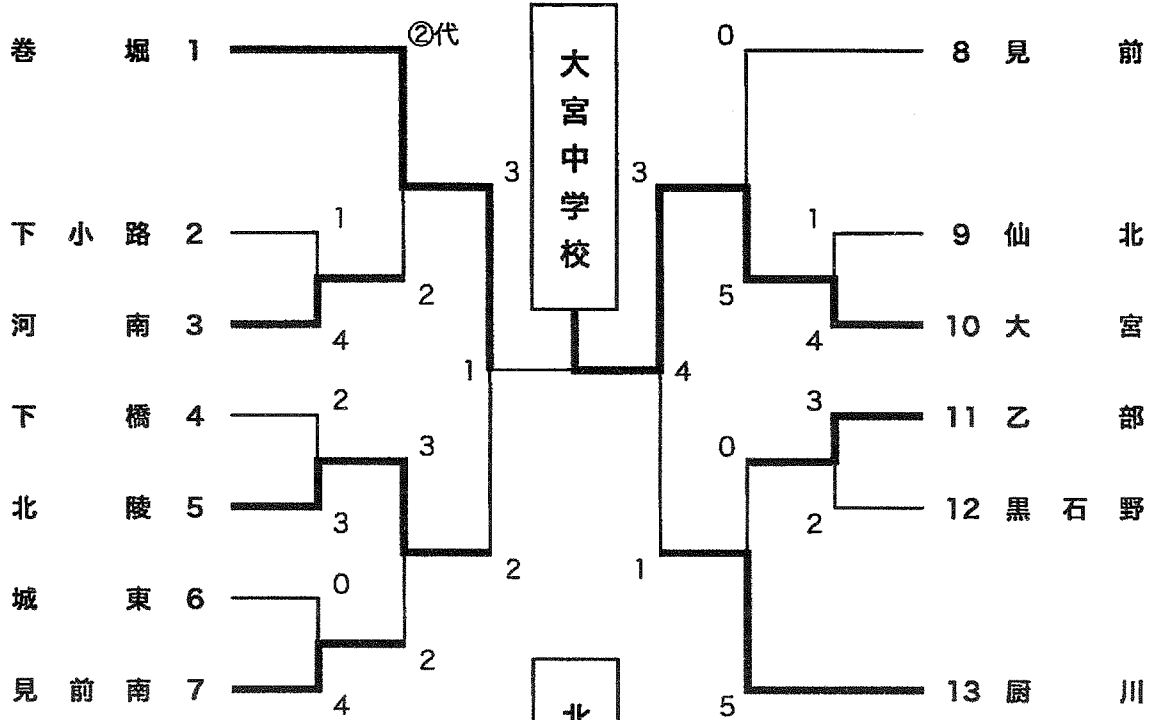 巻堀 1
②代
下小路 2
1
河南 3
4
2
3
下橋 4
2
北陵 5
3
3
城東 6
0
見前南 7
4
2
2
1
大宮中学校
3
4
0
8 見前
1
9 仙北
10 大宮
4
5
3
11 乙部
12 黒石野
2
0
1
13 厨川
5
北